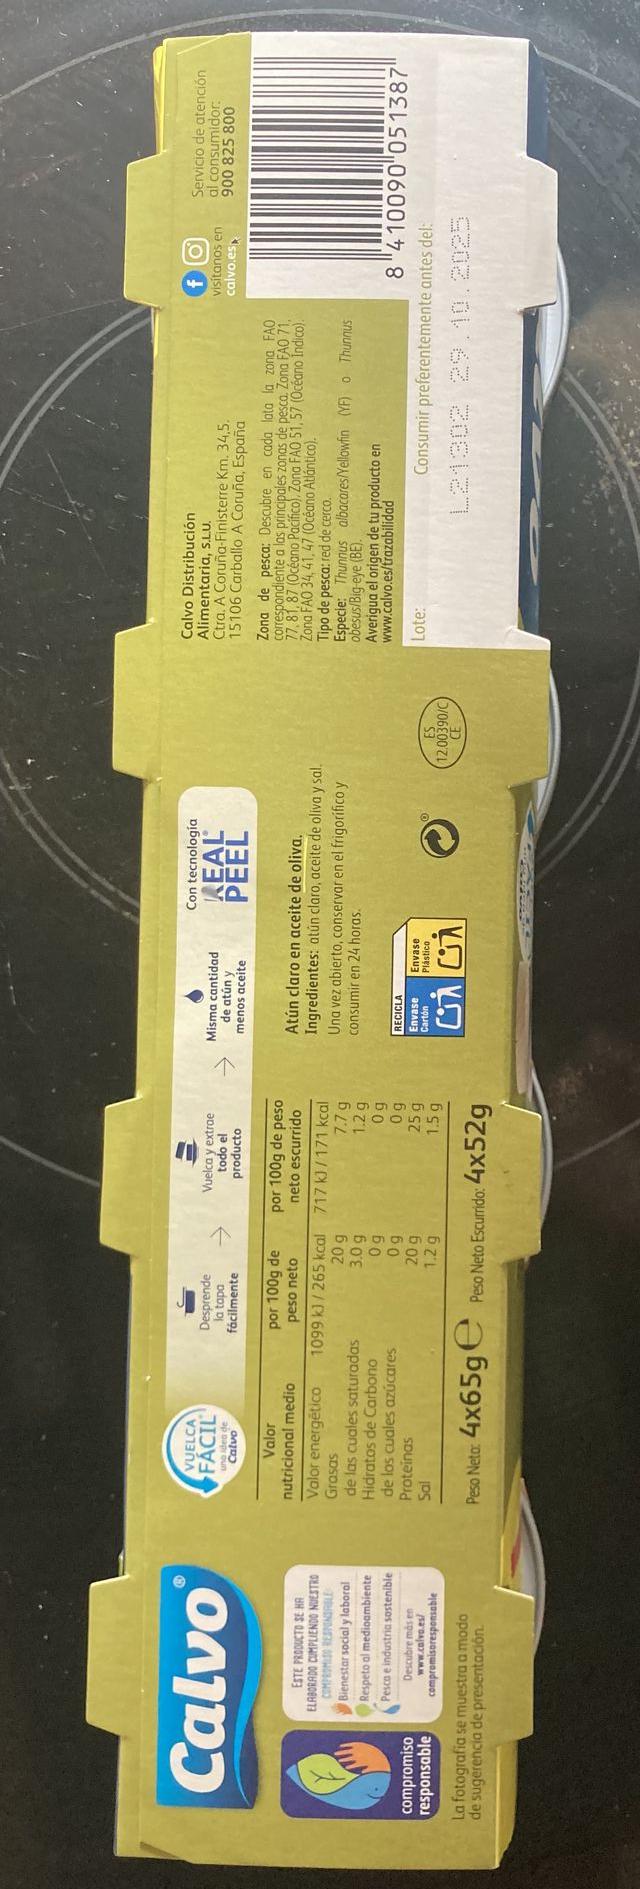 Calvo®
ESTE PRODUCTO SE HA
ELABORADO CUMPLIENDO NUESTRO
COMPROMISO RESPONSABLE:
Bienestar social y laboral
Respeto al medioambiente
Pesca e industria sostenible
Descubre más en
www.calvo.es/
compromisoresponsable
compromiso
responsable
La fotografía se muestra a modo
de sugerencia de presentación.
VUELCA
FÁCIL
una idea de
Calvo
Desprende
la tapa
fácilmente
Vuelca y extrae
todo el
producto
Misma cantidad
de atún y
menos aceite
Con tecnología
REAL
PEEL
Valor nutricional medio por 100g de peso neto por 100g de peso neto escurrido
Valor energético 1099 kJ / 265 kcal 717 kJ / 171 kcal
Grasas 20 g 7.7 g
de las cuales saturadas 3.0 g 1.2 g
Hidratos de Carbono 0 g 0 g
de los cuales azúcares 0 g 0 g
Proteínas 20 g 25 g
Sal 1.2 g 1.5 g
Peso Neto: 4x65g e Peso Neto Escurrido: 4x52g
Atún claro en aceite de oliva.
Ingredientes: atún claro, aceite de oliva y sal.
Una vez abierto, conservar en el frigorífico y
consumir en 24 horas.
RECICLA
Envase
Cartón
Envase
Plástico
ES
12.00390/C
CE
Calvo Distribución
Alimentaria, S.L.U.
Ctra. A Coruña-Finisterre Km. 34,5.
15106 Carballo A Coruña, España
visítanos en
calvo.es
Servicio de atención
al consumidor:
900 825 800
Zona de pesca: Descubre en cada lata la zona FAO
correspondiente a las principales zonas de pesca. Zona FAO 71,
77, 81, 87 (Océano Pacífico), Zona FAO 51, 57 (Océano Índico),
Zona FAO 34, 41, 47 (Océano Atlántico).
Tipo de pesca: red de cerco.
Especie: Thunnus albacares/Yellowfin (YF) o Thunnus
obesus/Big-eye (BE).
Averigua el origen de tu producto en
www.calvo.es/trazabilidad
8 410090 051387
Lote: Consumir preferentemente antes del:
L21302 29.10.2025